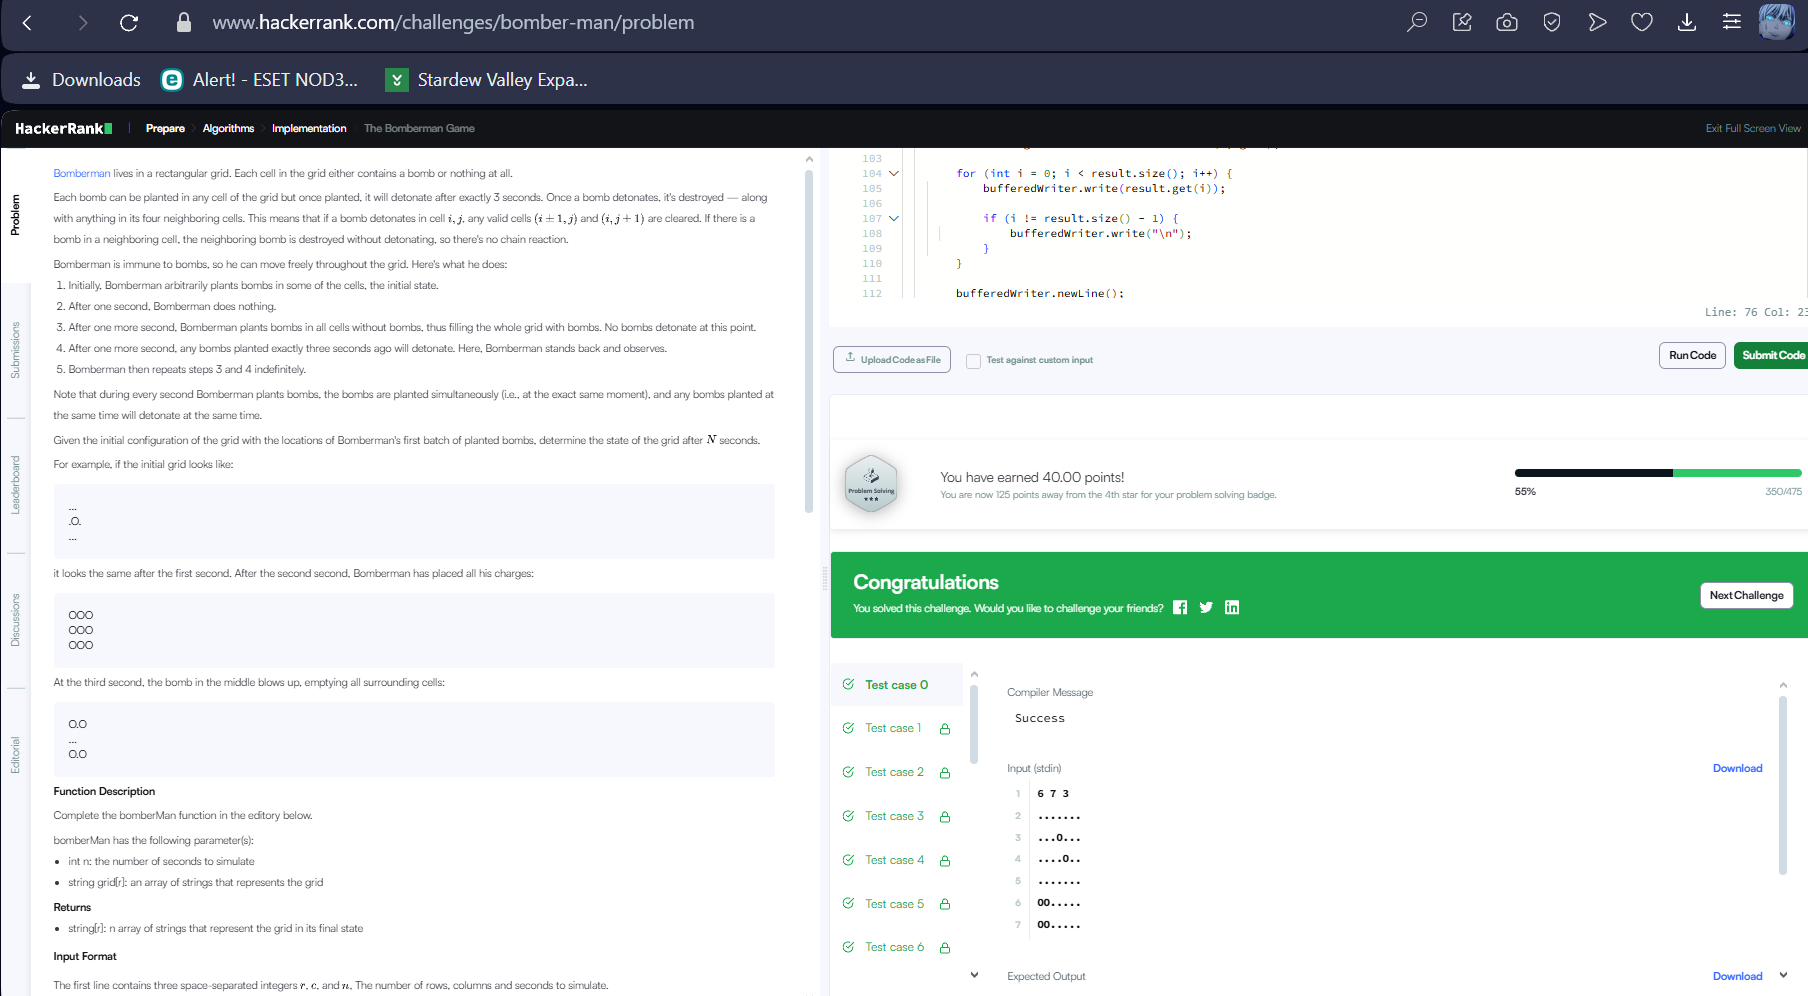 www.hackerrank.com/challenges/bomber-man/problem
Downloads
Alert! - ESET NOD3...
Stardew Valley Expa...
HackerRank
Prepare
Algorithms
Implementation
The Bomberman Game
Exit Full Screen View
Problem
Submissions
Leaderboard
Discussions
Editorial
Bomberman lives in a rectangular grid. Each cell in the grid either contains a bomb or nothing at all.
Each bomb can be planted in any cell of the grid but once planted, it will detonate after exactly 3 seconds. Once a bomb detonates, it's destroyed — along
with anything in its four neighboring cells. This means that if a bomb detonates in cell i, j, any valid cells (i ± 1, j) and (i, j + 1) are cleared. If there is a
bomb in a neighboring cell, the neighboring bomb is destroyed without detonating, so there's no chain reaction.
Bomberman is immune to bombs, so he can move freely throughout the grid. Here's what he does:
1. Initially, Bomberman arbitrarily plants bombs in some of the cells, the initial state.
2. After one second, Bomberman does nothing.
3. After one more second, Bomberman plants bombs in all cells without bombs, thus filling the whole grid with bombs. No bombs detonate at this point.
4. After one more second, any bombs planted exactly three seconds ago will detonate. Here, Bomberman stands back and observes.
5. Bomberman then repeats steps 3 and 4 indefinitely.
Note that during every second Bomberman plants bombs, the bombs are planted simultaneously (i.e., at the exact same moment), and any bombs planted at
the same time will detonate at the same time.
Given the initial configuration of the grid with the locations of Bomberman's first batch of planted bombs, determine the state of the grid after N seconds.
For example, if the initial grid looks like:
...
.O.
...
it looks the same after the first second. After the second second, Bomberman has placed all his charges:
OOO
OOO
OOO
At the third second, the bomb in the middle blows up, emptying all surrounding cells:
O.O
...
O.O
Function Description
Complete the bomberMan function in the editory below.
bomberMan has the following parameter(s):
• int n: the number of seconds to simulate
• string grid[r]: an array of strings that represents the grid
Returns
• string[r]: n array of strings that represent the grid in its final state
Input Format
The first line contains three space-separated integers r, c, and n, The number of rows, columns and seconds to simulate.
103
104 for (int i = 0; i < result.size(); i++) {
105 bufferedWriter.write(result.get(i));
106
107 if (i != result.size() - 1) {
108 bufferedWriter.write("\n");
109 }
110 }
111
112 bufferedWriter.newLine();
Line: 76 Col: 23
Upload Code as File
Test against custom input
Run Code
Submit Code
Problem Solving
You have earned 40.00 points!
You are now 125 points away from the 4th star for your problem solving badge.
55%
350/475
Congratulations
You solved this challenge. Would you like to challenge your friends?
Next Challenge
Test case 0
Test case 1
Test case 2
Test case 3
Test case 4
Test case 5
Test case 6
Compiler Message
Success
Input (stdin)
Download
1 6 7 3
2 .......
3 ...O...
4 ....O..
5 .......
6 OO.....
7 OO.....
Expected Output
Download